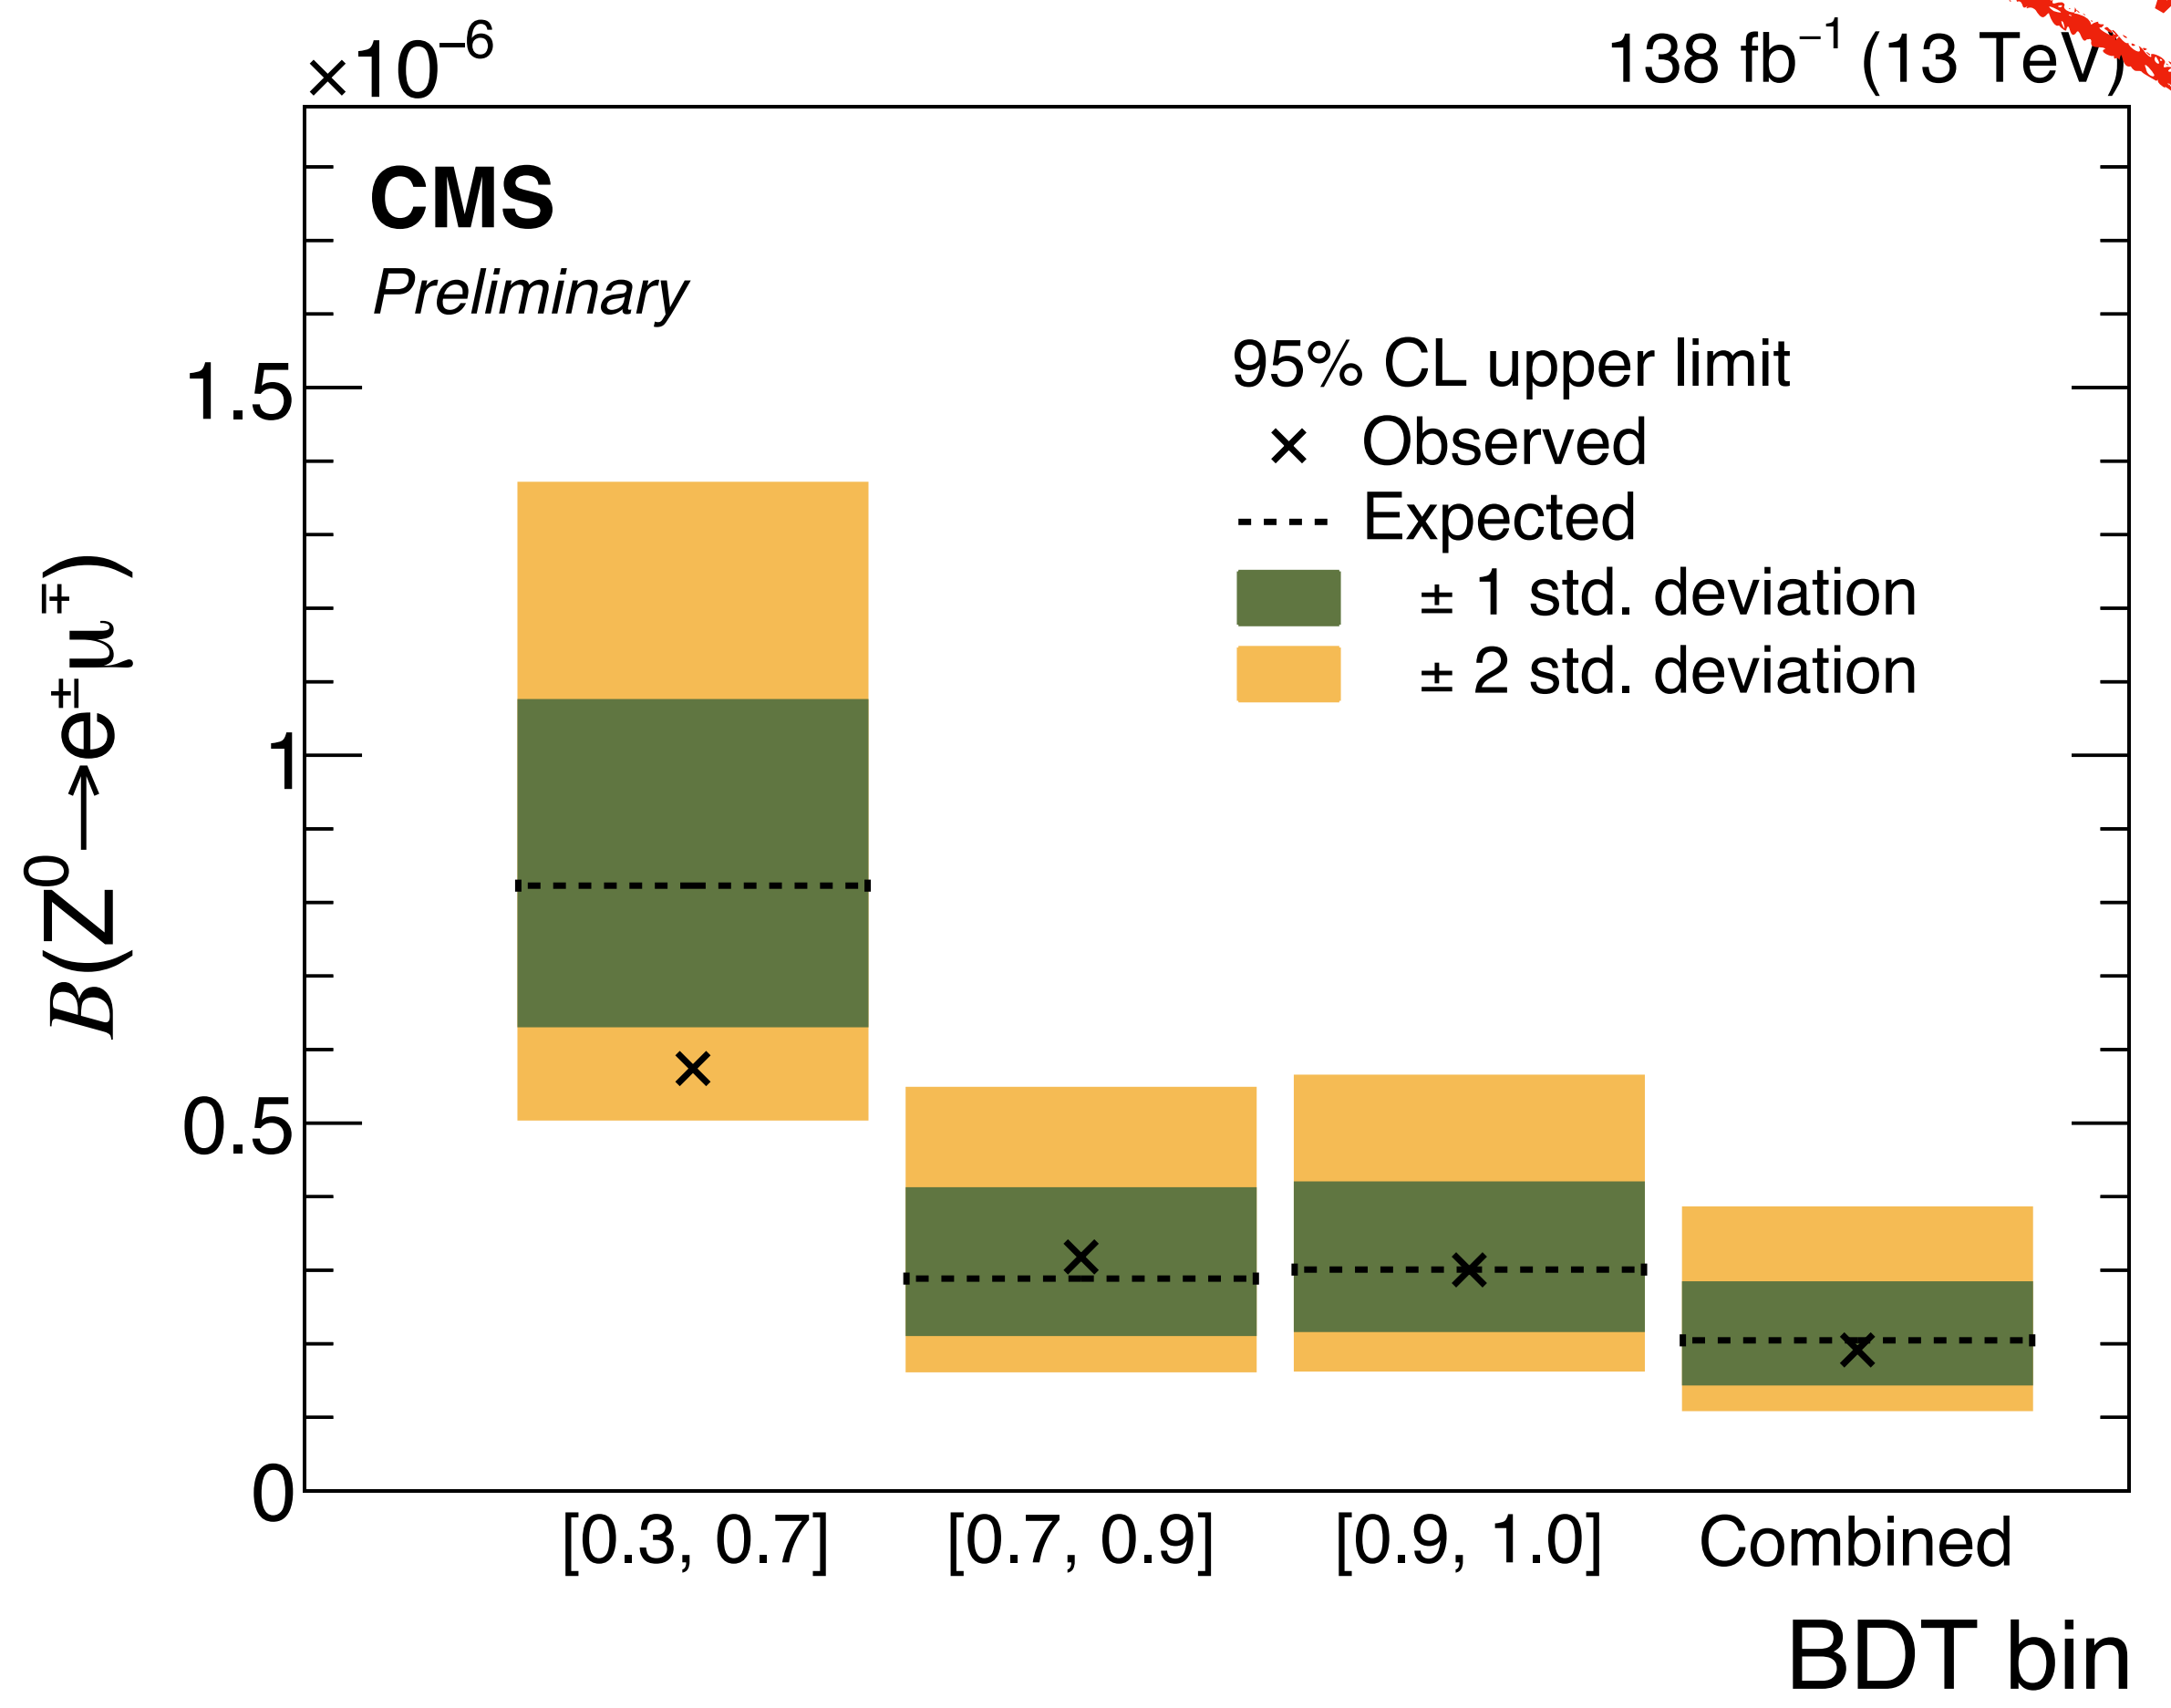 ×10⁻⁶
138 fb⁻¹ (13 TeV)
CMS
Preliminary
95% CL upper limit
Observed
Expected
± 1 std. deviation
± 2 std. deviation
1.5
1
0.5
0
B(Z⁰→e±μ∓)
[0.3, 0.7]
[0.7, 0.9]
[0.9, 1.0]
Combined
BDT bin